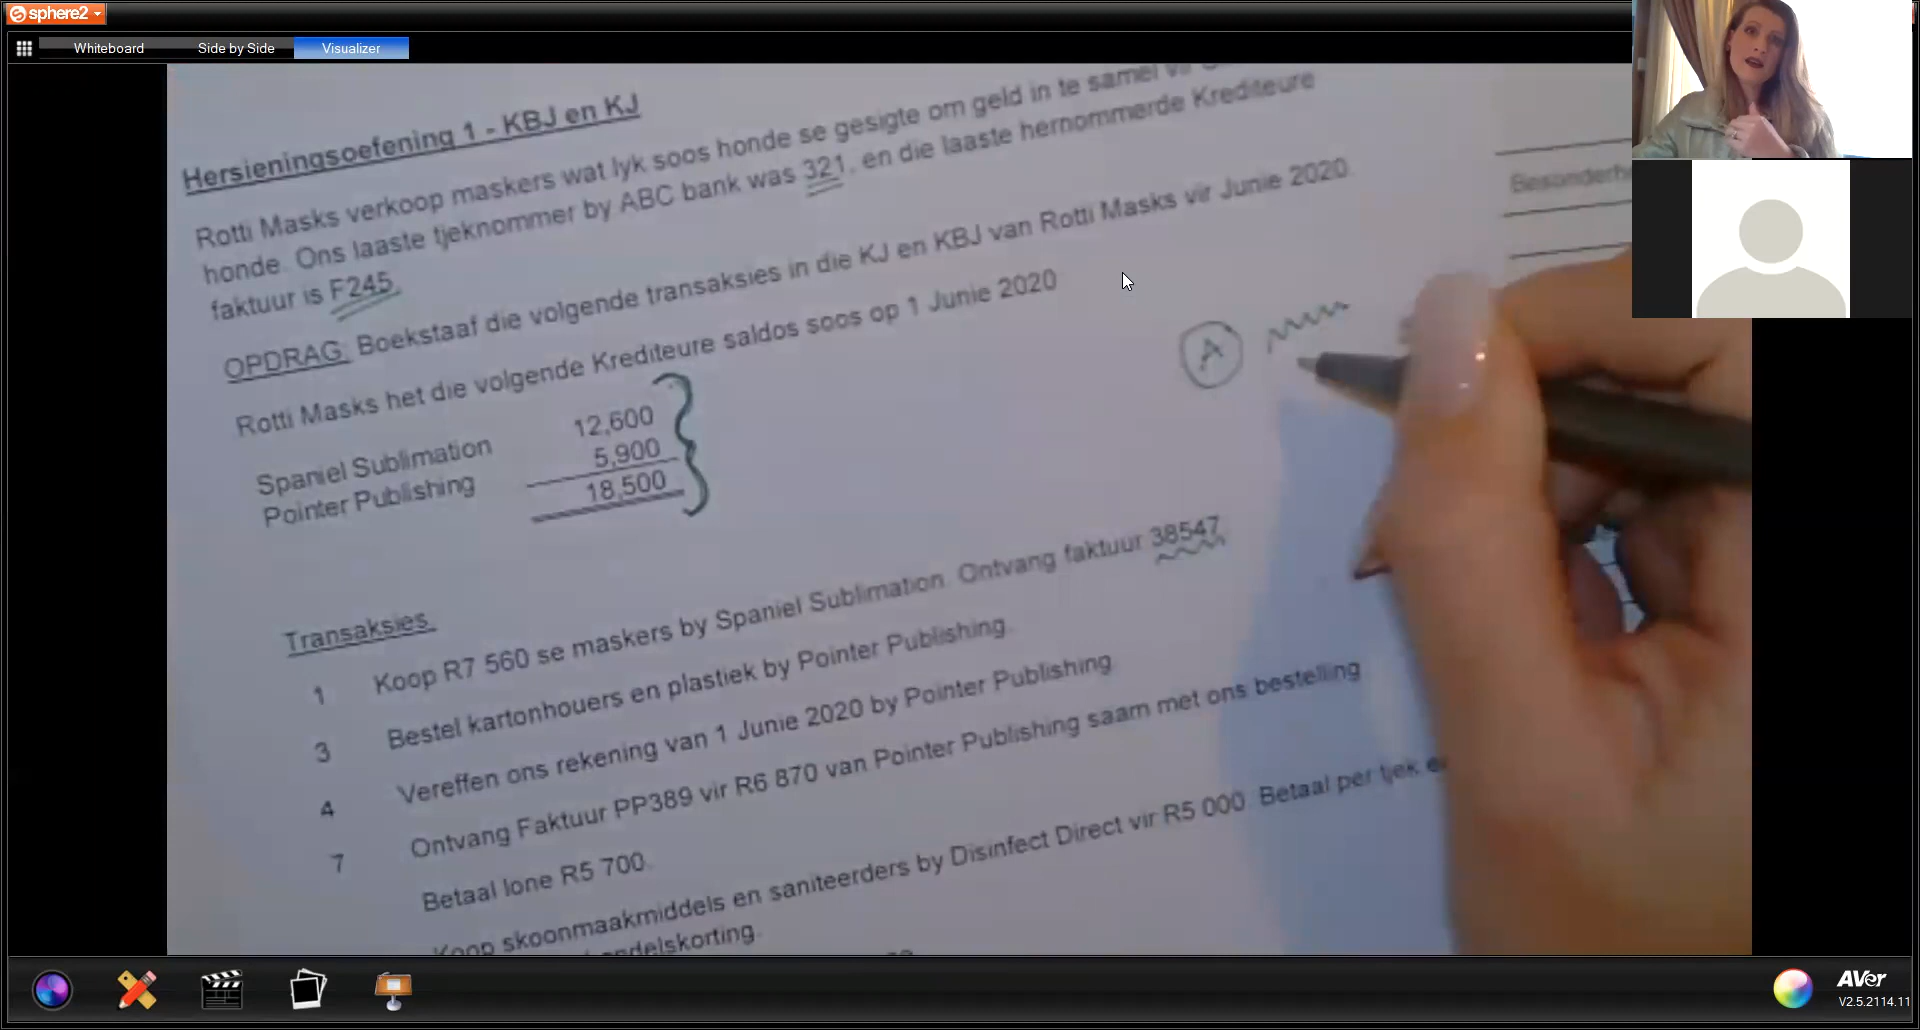 sphere2
Whiteboard
Side by Side
Visualizer
Hersieningsoefening 1 - KBJ en KJ
Rotti Masks verkoop maskers wat lyk soos honde se gesigte om geld in te samel vir
honde. Ons laaste tjeknommer by ABC bank was 321, en die laaste hernommerde Krediteure
faktuur is F245.
OPDRAG: Boekstaaf die volgende transaksies in die KJ en KBJ van Rotti Masks vir Junie 2020.
Rotti Masks het die volgende Krediteure saldos soos op 1 Junie 2020
Spaniel Sublimation 12,600
Pointer Publishing 5,900
18,500
A
Transaksies:
1 Koop R7 560 se maskers by Spaniel Sublimation. Ontvang faktuur 38547.
Bestel kartonhouers en plastiek by Pointer Publishing.
3 Vereffen ons rekening van 1 Junie 2020 by Pointer Publishing
4 Ontvang Faktuur PP389 vir R6 870 van Pointer Publishing saam met ons bestelling
7 Betaal lone R5 700.
Koop skoonmaakmiddels en saniteerders by Disinfect Direct vir R5 000. Betaal per tjek
AVer
V2.5.2114.11